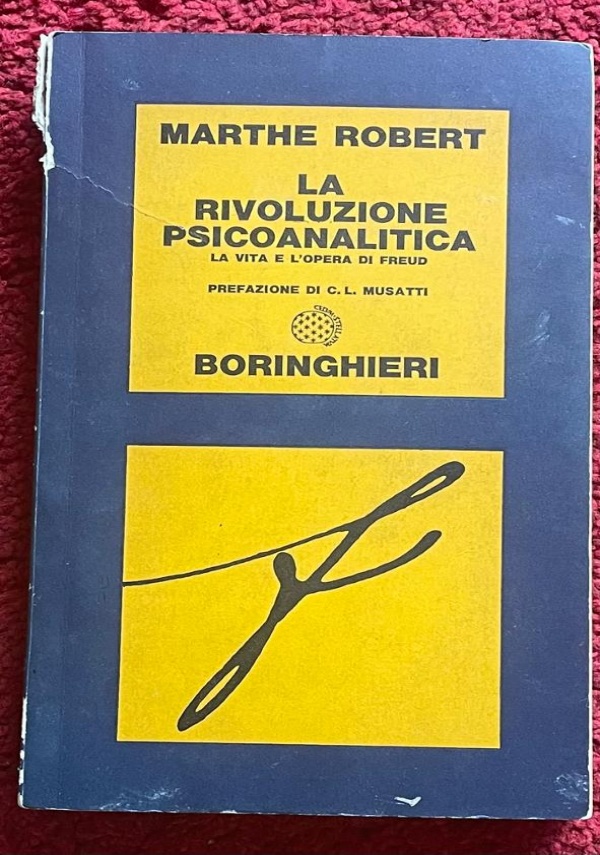 MARTHE ROBERT
LA
RIVOLUZIONE
PSICOANALITICA
LA VITA E L'OPERA DI FREUD
PREFAZIONE DI C. L. MUSATTI
BORINGHIERI